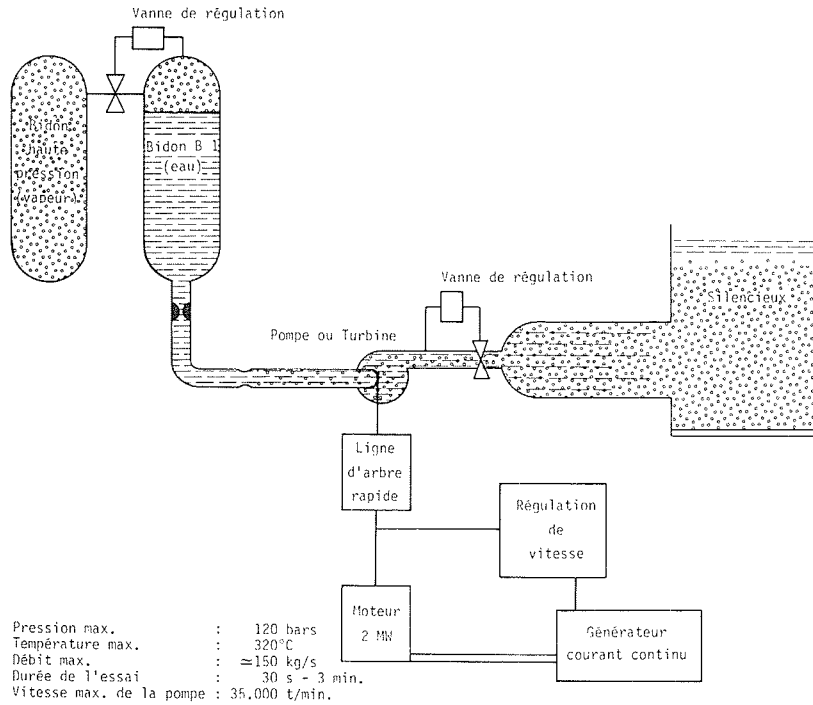 Vanne de régulation
Bidon
haute
pression
(vapeur)
Bidon B 1
(eau)
Vanne de régulation
Silencieux
Pompe ou Turbine
Ligne
d'arbre
rapide
Régulation
de
vitesse
Moteur
2 MW
Générateur
courant continu
Pression max. : 120 bars
Température max. : 320°C
Débit max. : ≃150 kg/s
Durée de l'essai : 30 s - 3 min.
Vitesse max. de la pompe : 35.000 t/min.